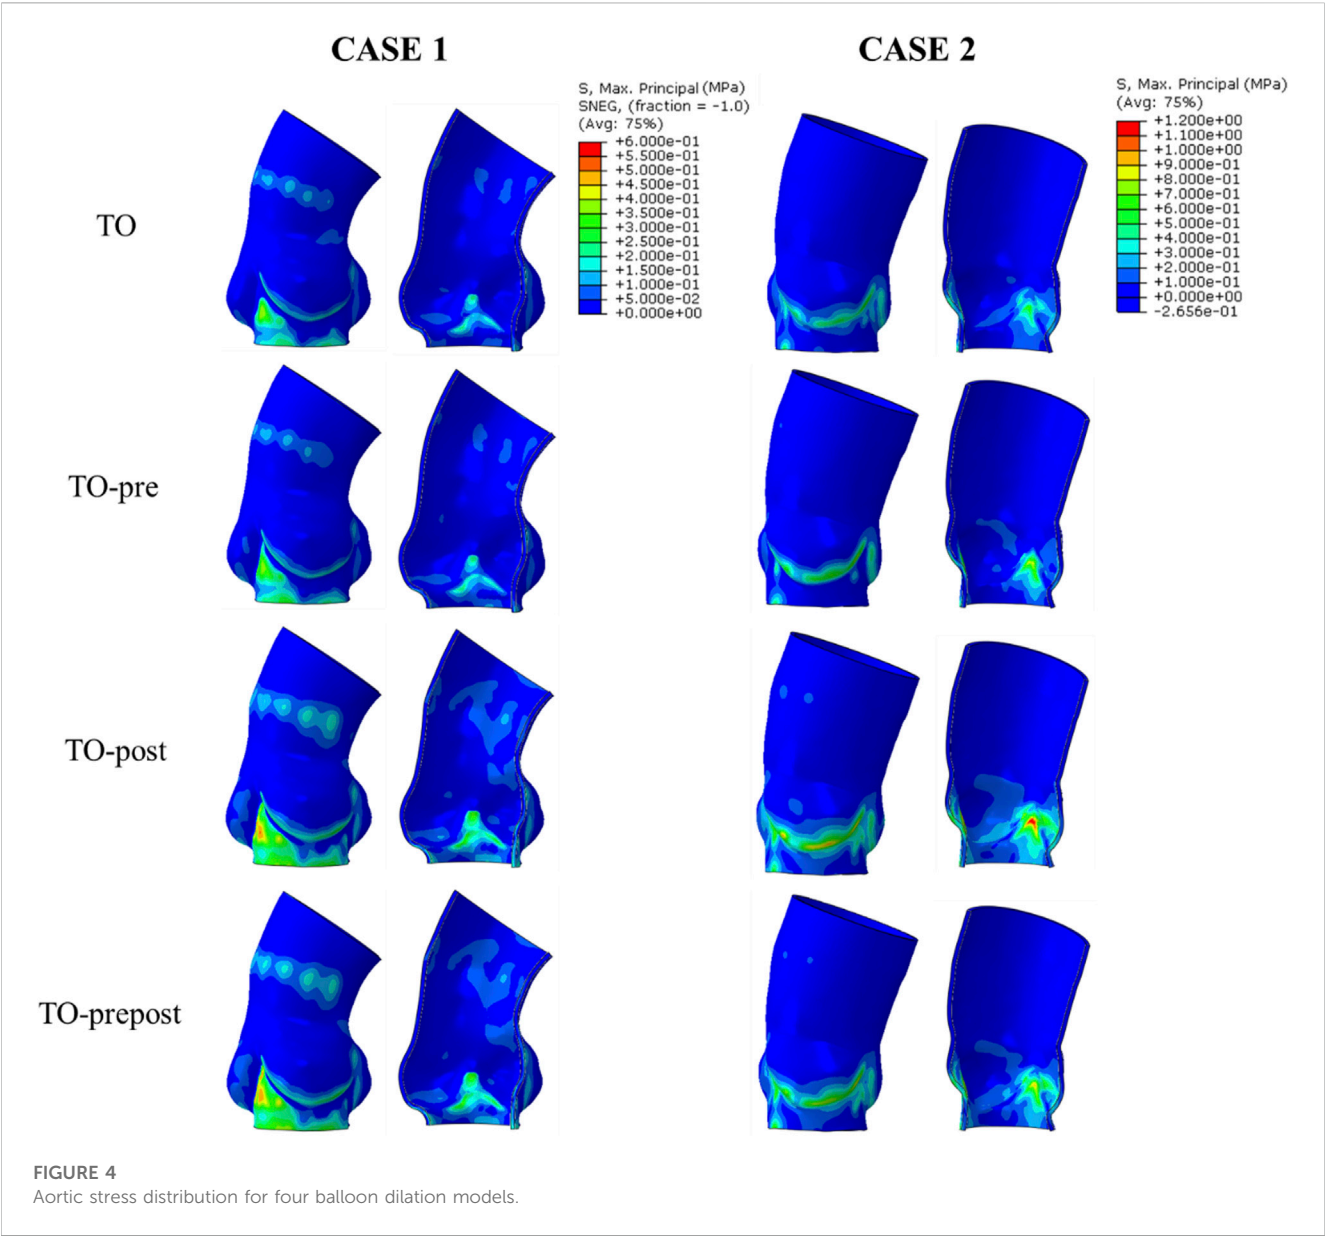 CASE 1
CASE 2
S, Max. Principal (MPa)
SNEG, (fraction = -1.0)
(Avg: 75%)
+6.000e-01
+5.500e-01
+5.000e-01
+4.500e-01
+4.000e-01
+3.500e-01
+3.000e-01
+2.500e-01
+2.000e-01
+1.500e-01
+1.000e-01
+5.000e-02
+0.000e+00
S, Max. Principal (MPa)
(Avg: 75%)
+1.200e+00
+1.100e+00
+1.000e+00
+9.000e-01
+8.000e-01
+7.000e-01
+6.000e-01
+5.000e-01
+4.000e-01
+3.000e-01
+2.000e-01
+1.000e-01
+0.000e+00
-2.656e-01
TO
TO-pre
TO-post
TO-prepost
FIGURE 4
Aortic stress distribution for four balloon dilation models.